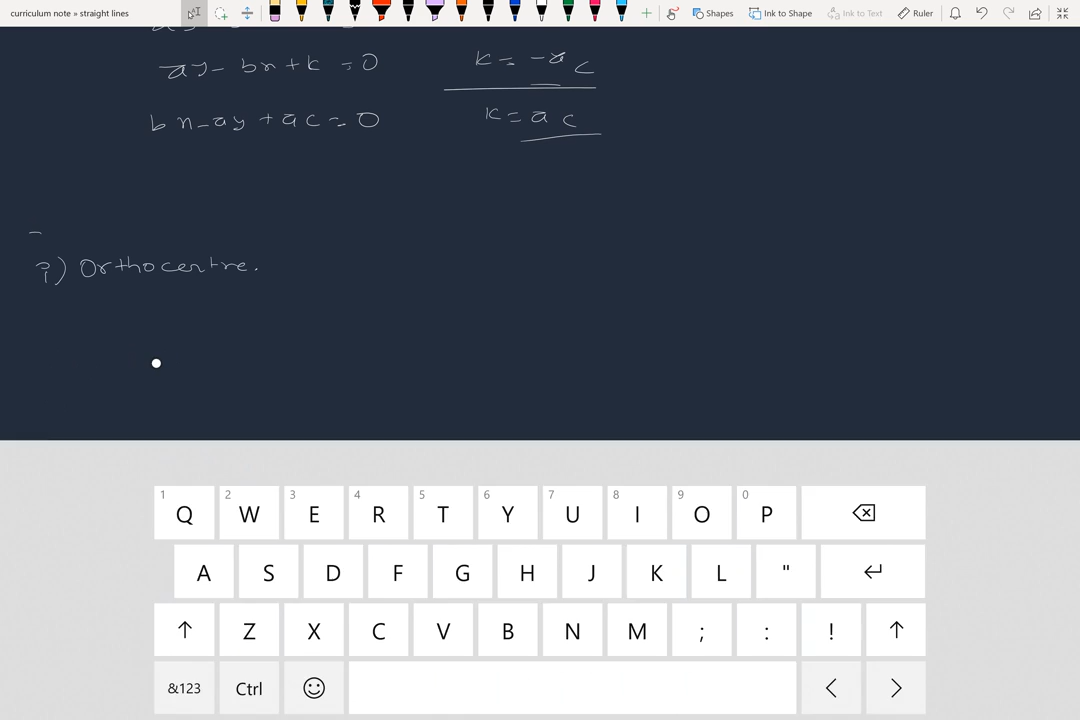 curriculum note » straight lines
Shapes Ink to Shape Ink to Text Ruler
ay - bx + k = 0
k = -ac
bx - ay + ac = 0
k = ac
?) Orthocentre.
1 2 3 4 5 6 7 8 9 0
Q W E R T Y U I O P
A S D F G H J K L "
Z X C V B N M ; : !
&123 Ctrl